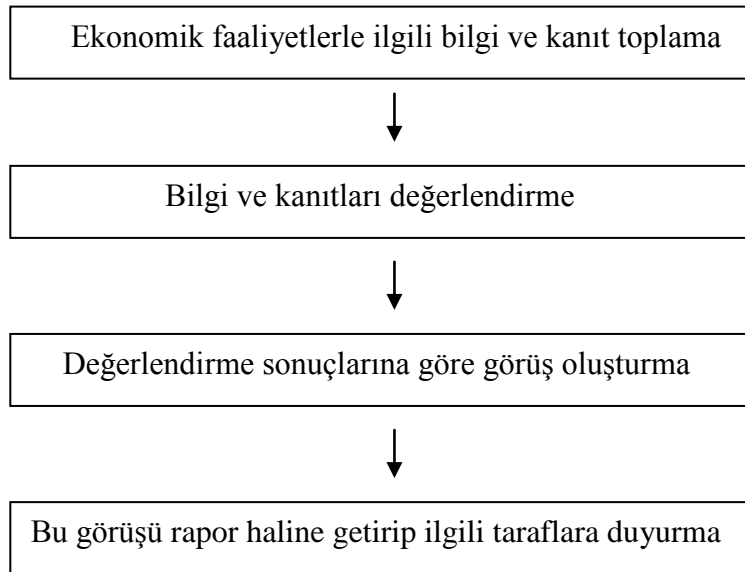 Ekonomik faaliyetlerle ilgili bilgi ve kanıt toplama
Bilgi ve kanıtları değerlendirme
Değerlendirme sonuçlarına göre görüş oluşturma
Bu görüşü rapor haline getirip ilgili taraflara duyurma